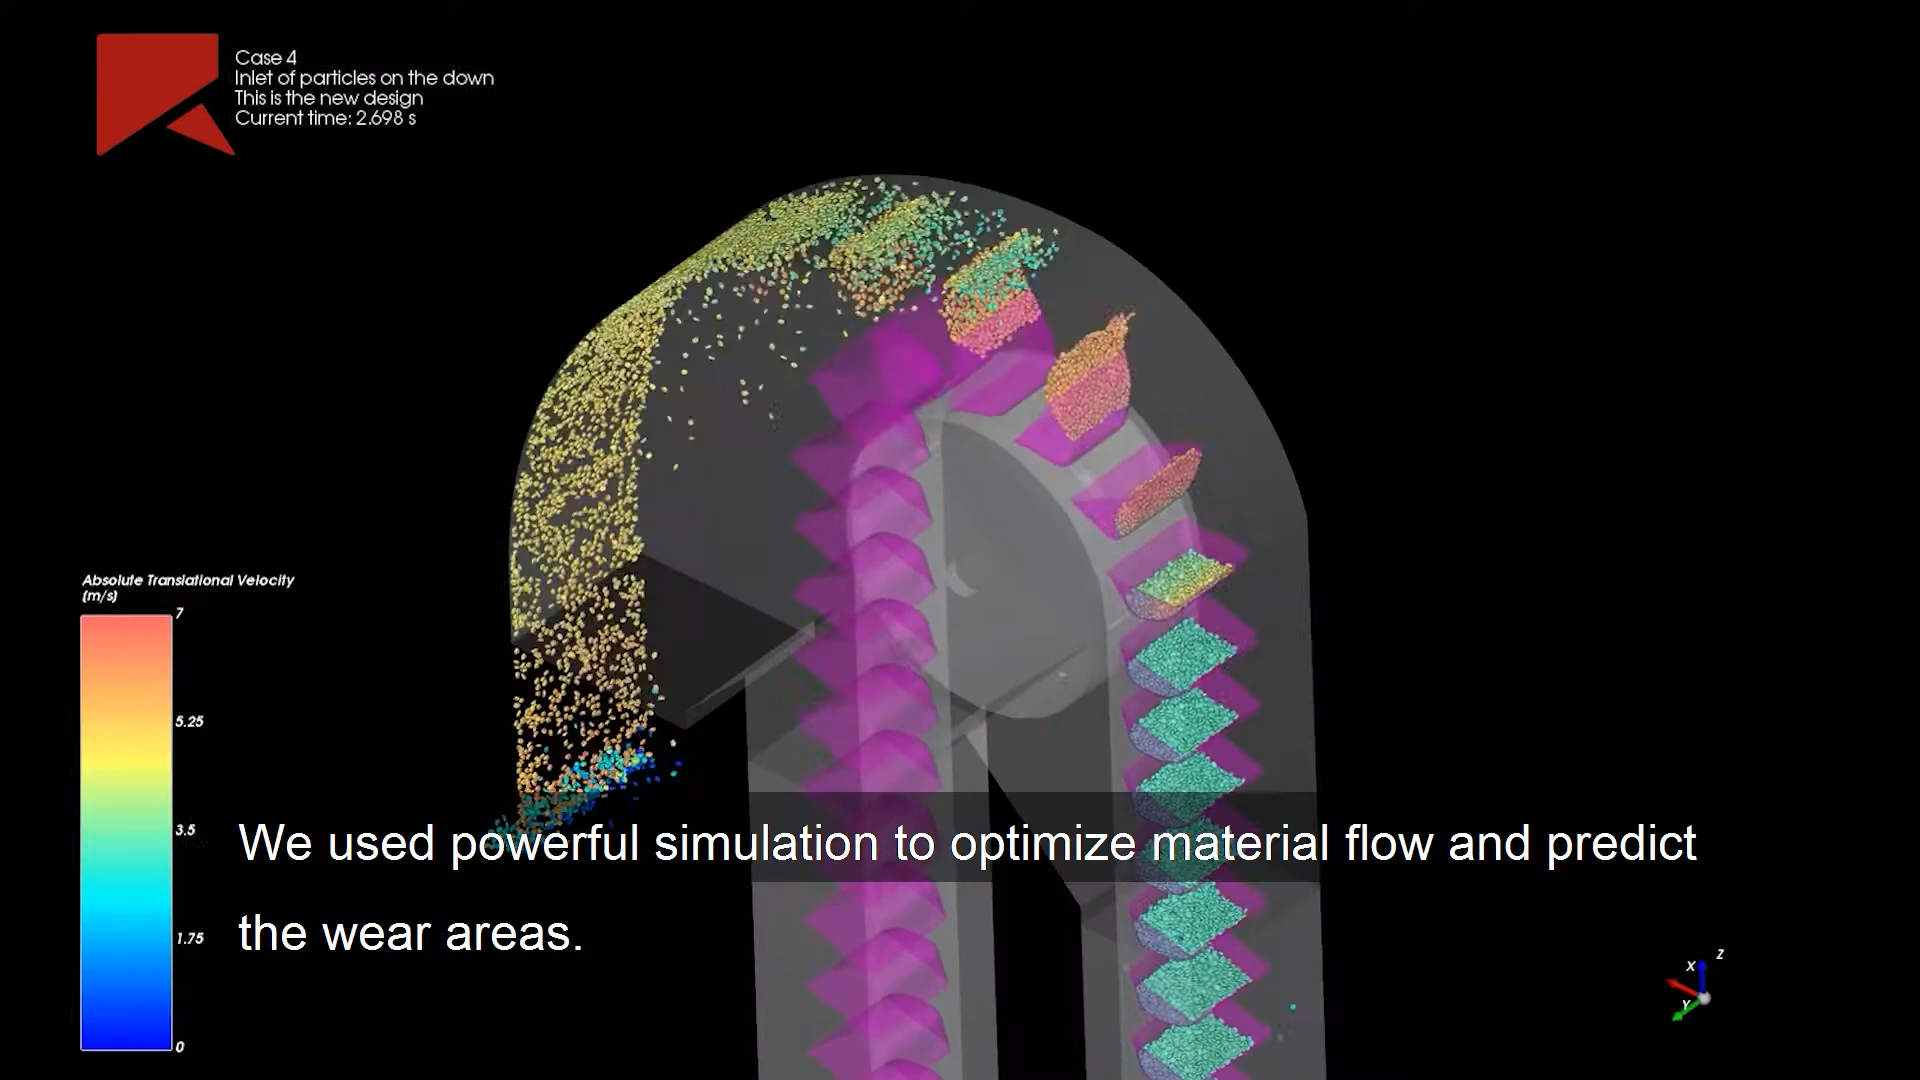 Case 4
Inlet of particles on the down
This is the new design
Current time: 2.698 s
Absolute Translational Velocity
(m/s)
7
5.25
3.5
1.75
0
We used powerful simulation to optimize material flow and predict
the wear areas.
Z
X
Y